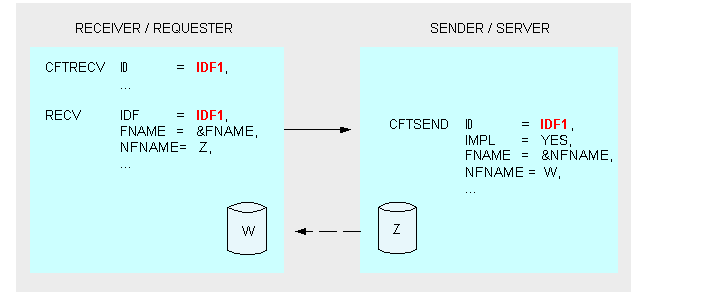 RECEIVER / REQUESTER
SENDER / SERVER
CFTRECV ID = IDF1,
...
RECV IDF = IDF1,
FNAME = &FNAME,
NFNAME= Z,
...
CFTSEND ID = IDF1,
IMPL = YES,
FNAME = &NFNAME,
NFNAME = W,
...
W
Z